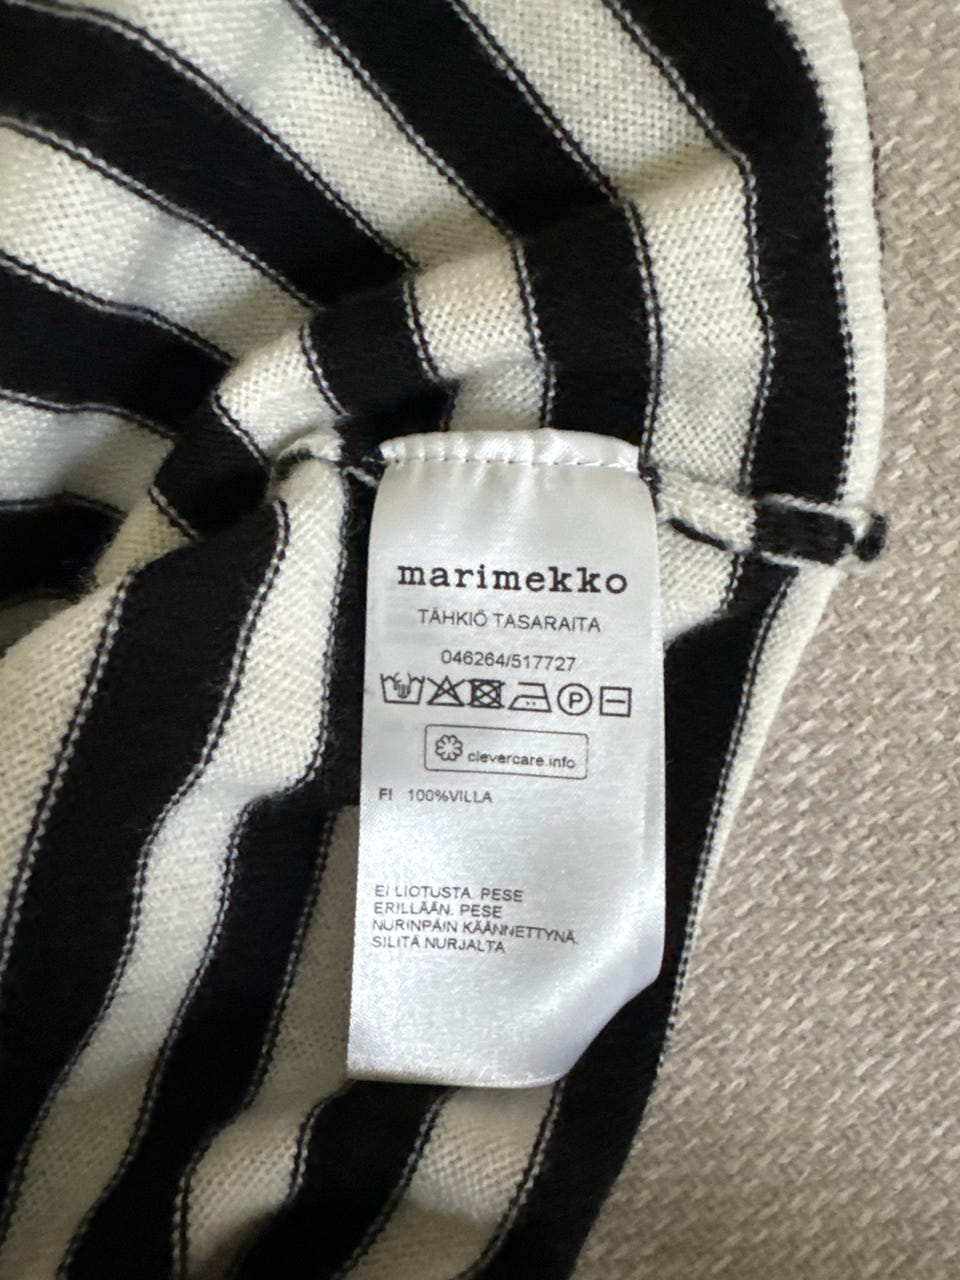 marimekko
TÄHKIÖ TASARAITA
046264/517727
P
clevercare.info
FI 100%VILLA
EI LIOTUSTA. PESE
ERILLÄÄN. PESE
NURINPÄIN KÄÄNNETTYNÄ.
SILITÄ NURJALTA